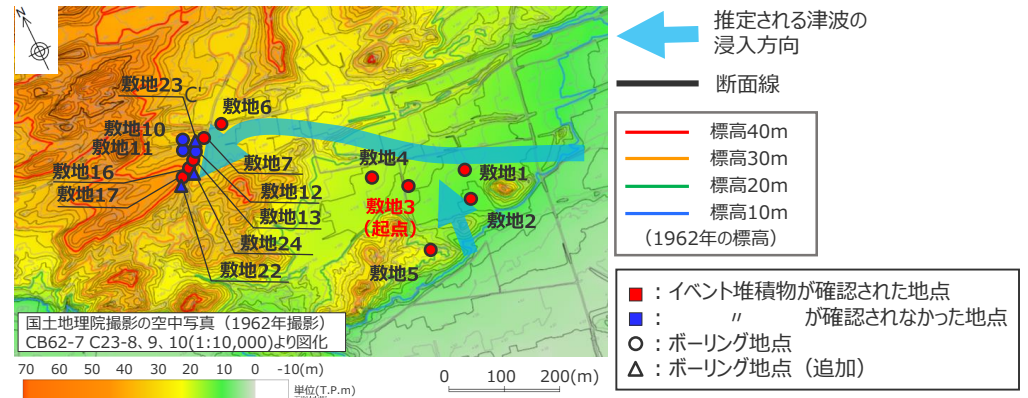 N
敷地23
C'
敷地6
敷地10
敷地11
敷地16
敷地17
敷地7
敷地12
敷地13
敷地24
敷地22
敷地4
敷地1
敷地3
(起点)
敷地2
敷地5
国土地理院撮影の空中写真（1962年撮影）
CB62-7 C23-8、9、10(1:10,000)より図化
70 60 50 40 30 20 10 0 -10(m)
単位(T.P.m)
0 100 200(m)
推定される津波の
浸入方向
断面線
標高40m
標高30m
標高20m
標高10m
(1962年の標高)
■：イベント堆積物が確認された地点
■： 〃 が確認されなかった地点
○：ボーリング地点
△：ボーリング地点（追加）